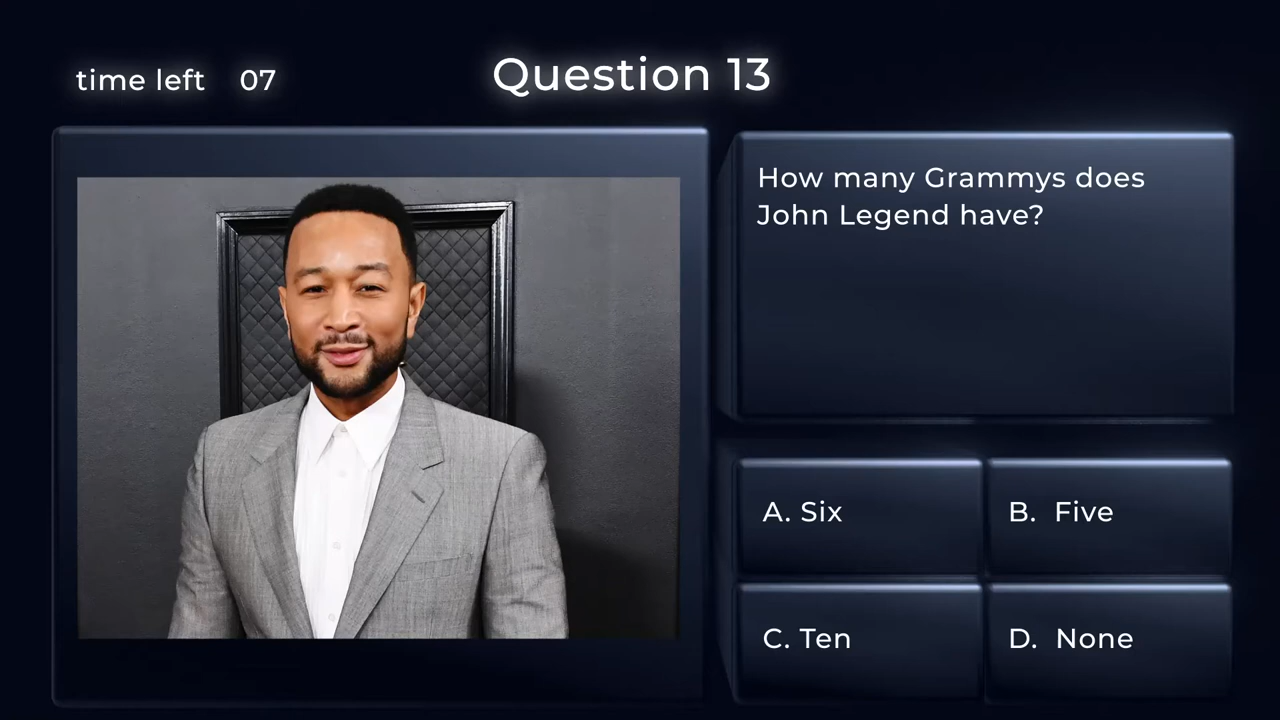 time left 07
Question 13
How many Grammys does
John Legend have?
A. Six
B. Five
C. Ten
D. None